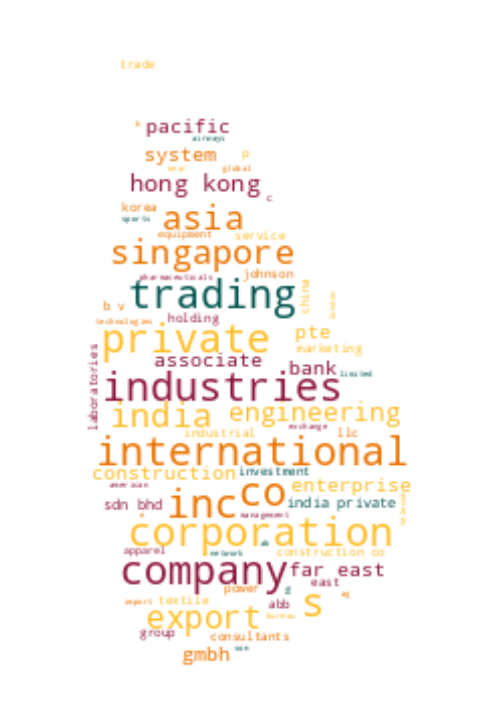 trade
pacific
airways
system p
global
hong kong
c
korea
sports
asia
equipment service
singapore
pharmaceuticals johnson
trading china
b v
holding
technologies
private pte
marketing
associate
laboratories
bank limited
industries
india engineering
exchange
industrial llc
international
construction investment
american enterprise
sdn bhd inc co india private
management
corporation
apparel network construction co
company far east
east
power
import textile abb s
export
group consultants
gmbh